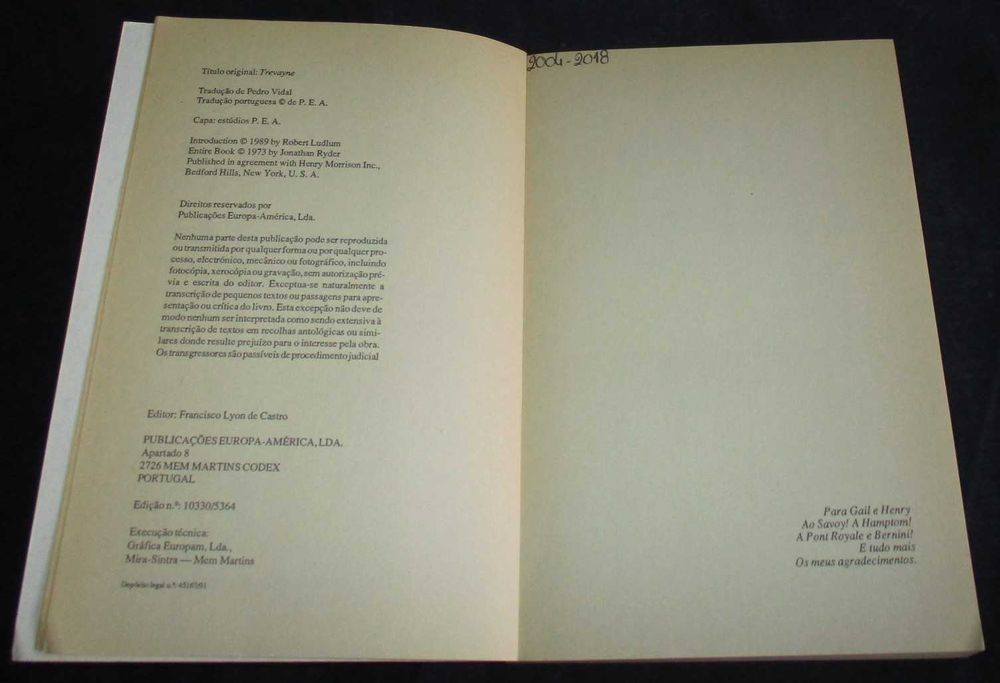 Título original: Trevayne
Tradução de Pedro Vidal
Tradução portuguesa © de P. E. A.
Capa: estúdios P. E. A.
Introduction © 1989 by Robert Ludlum
Entire Book © 1973 by Jonathan Ryder
Published in agreement with Henry Morrison Inc.,
Bedford Hills, New York, U. S. A.
Direitos reservados por
Publicações Europa-América, Lda.
Nenhuma parte desta publicação pode ser reproduzida
ou transmitida por qualquer forma ou por qualquer pro-
cesso, electrónico, mecânico ou fotográfico, incluindo
fotocópia, xerocópia ou gravação, sem autorização pré-
via e escrita do editor. Exceptua-se naturalmente a
transcrição de pequenos textos ou passagens para apre-
sentação ou crítica do livro. Esta excepção não deve de
modo nenhum ser interpretada como sendo extensiva à
transcrição de textos em recolhas antológicas ou simi-
lares donde resulte prejuízo para o interesse pela obra.
Os transgressores são passíveis de procedimento judicial
Editor: Francisco Lyon de Castro
PUBLICAÇÕES EUROPA-AMÉRICA, LDA.
Apartado 8
2726 MEM MARTINS CODEX
PORTUGAL
Edição n.º: 10330/5364
Execução técnica:
Gráfica Europam, Lda.,
Mira-Sintra — Mem Martins
Depósito legal n.º: 45163/91
2004-2018
Para Gail e Henry
Ao Savoy! A Hamptom!
A Pont Royale e Bernini!
E tudo mais
Os meus agradecimentos.